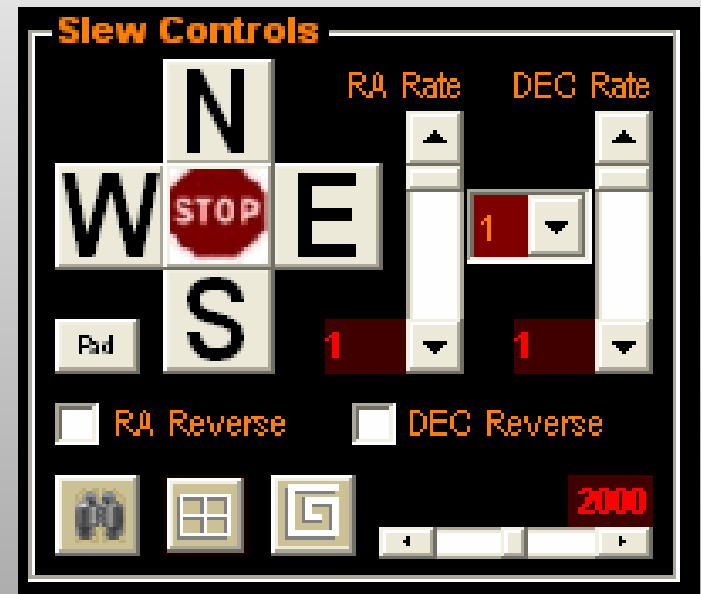 Slew Controls
N
RA Rate
DEC Rate
W
STOP
E
1
S
Pad
1
1
RA Reverse
DEC Reverse
2000